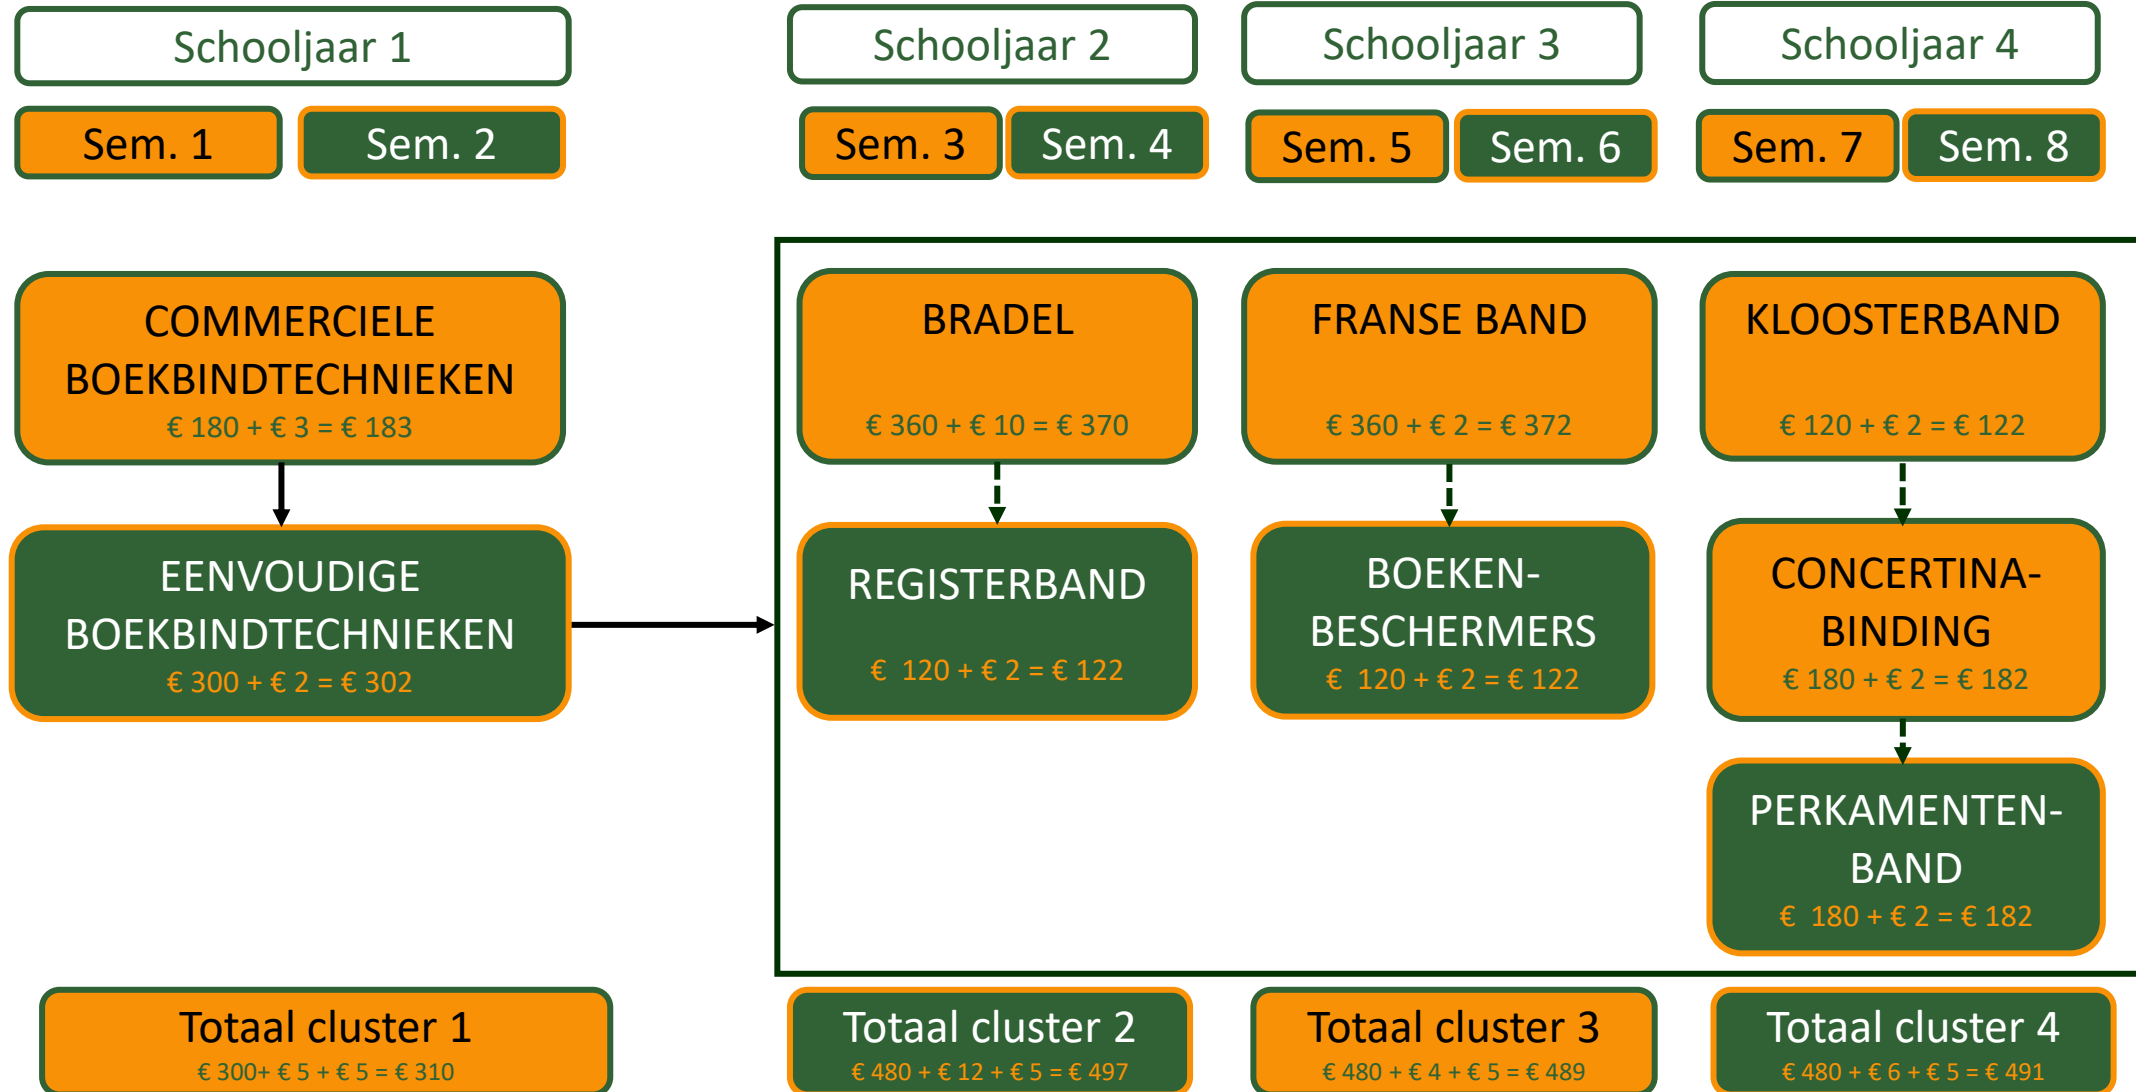 Schooljaar 1
Schooljaar 2
Schooljaar 3
Schooljaar 4
Sem. 1
Sem. 2
Sem. 3
Sem. 4
Sem. 5
Sem. 6
Sem. 7
Sem. 8
COMMERCIELE
BOEKBINDTECHNIEKEN
€ 180 + € 3 = € 183
BRADEL
€ 360 + € 10 = € 370
FRANSE BAND
€ 360 + € 2 = € 372
KLOOSTERBAND
€ 120 + € 2 = € 122
EENVOUDIGE
BOEKBINDTECHNIEKEN
€ 300 + € 2 = € 302
REGISTERBAND
€ 120 + € 2 = € 122
BOEKEN-
BESCHERMERS
€ 120 + € 2 = € 122
CONCERTINA-
BINDING
€ 180 + € 2 = € 182
PERKAMENTEN-
BAND
€ 180 + € 2 = € 182
Totaal cluster 1
€ 300+ € 5 + € 5 = € 310
Totaal cluster 2
€ 480 + € 12 + € 5 = € 497
Totaal cluster 3
€ 480 + € 4 + € 5 = € 489
Totaal cluster 4
€ 480 + € 6 + € 5 = € 491